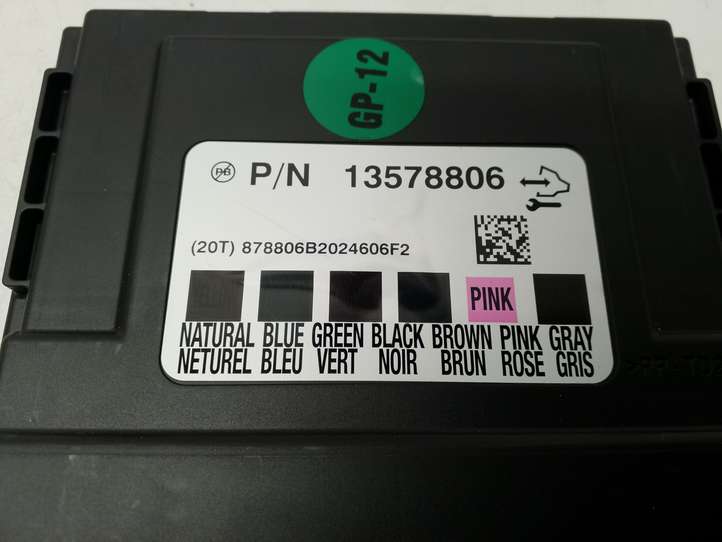 GP-12
PB P/N 13578806
(20T) 878806B2024606F2
PINK
NATURAL BLUE GREEN BLACK BROWN PINK GRAY
NETUREL BLEU VERT NOIR BRUN ROSE GRIS